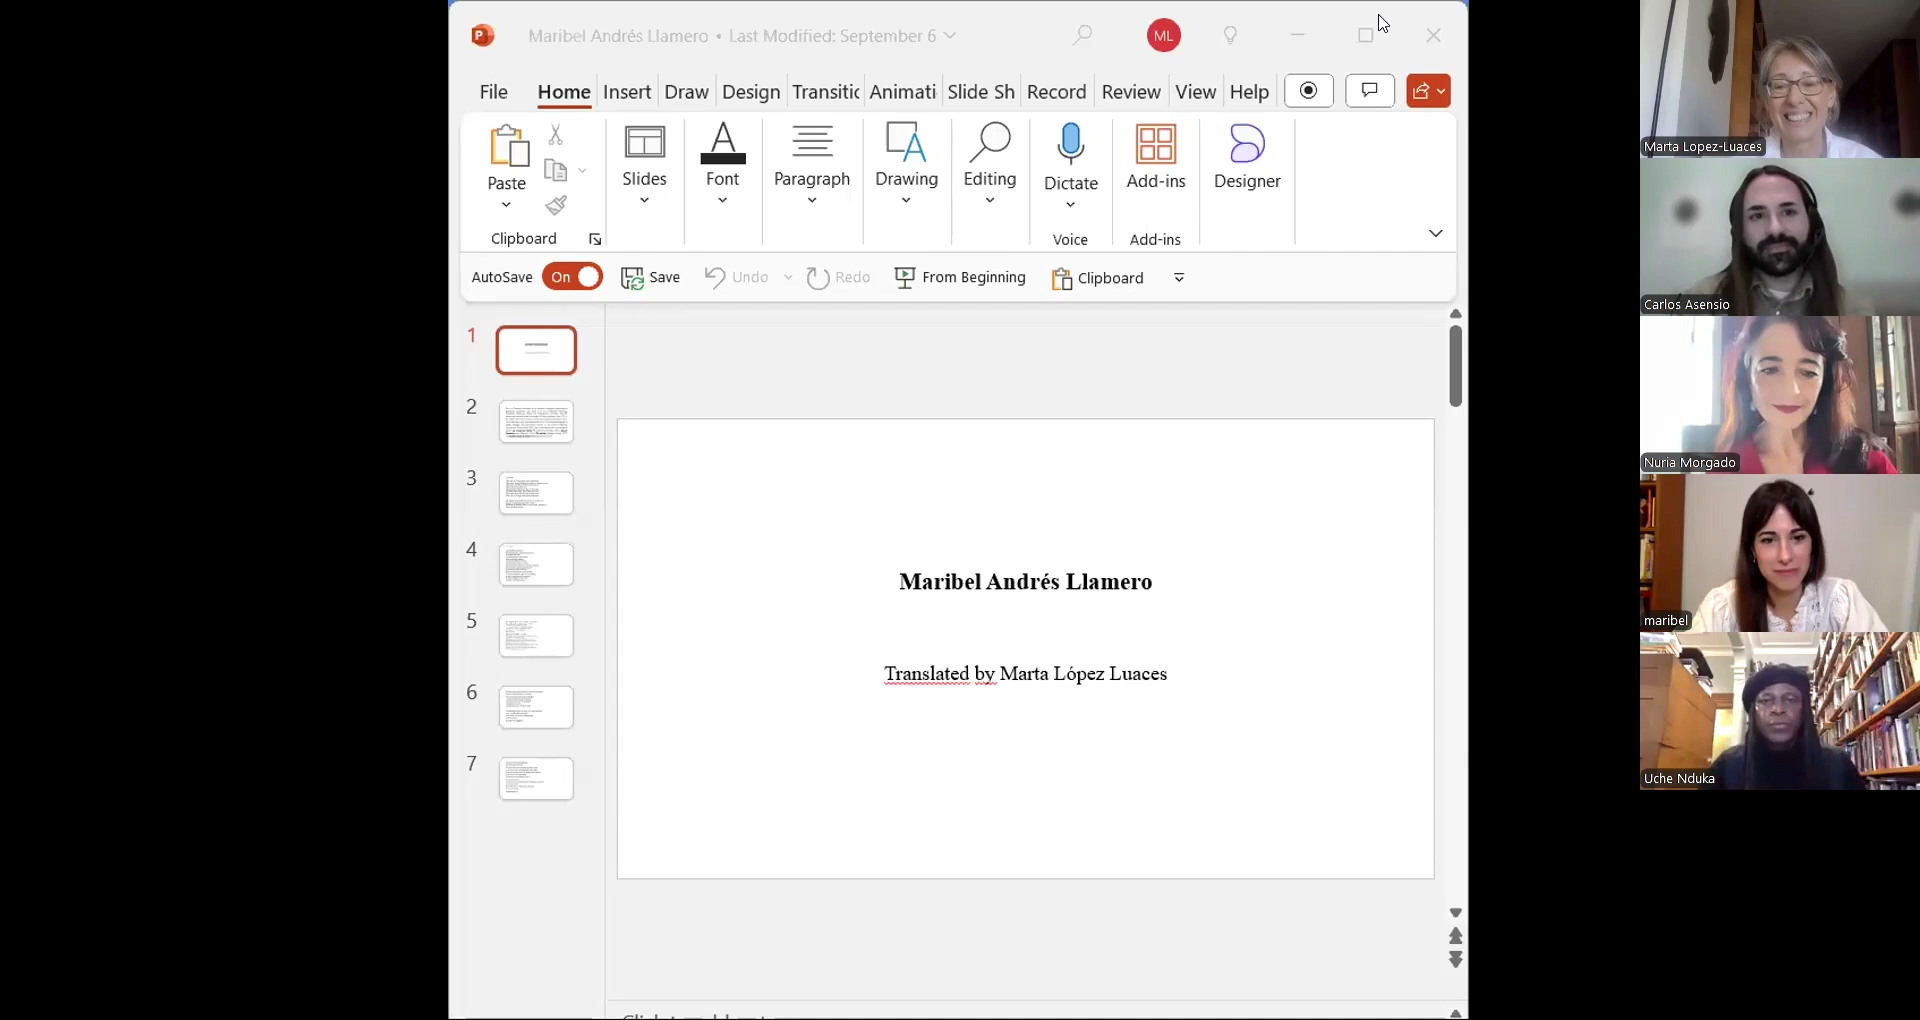 Maribel Andrés Llamero • Last Modified: September 6
ML
File Home Insert Draw Design Transitic Animati Slide Sh Record Review View Help
Paste
Slides
Font
Paragraph
Drawing
Editing
Dictate
Add-ins
Designer
Clipboard
Voice
Add-ins
AutoSave On Save Undo Redo From Beginning Clipboard
1
2
3
4
5
6
7
Maribel Andrés Llamero
Translated by Marta López Luaces
Marta Lopez-Luaces
Carlos Asensio
Nuria Morgado
maribel
Uche Nduka